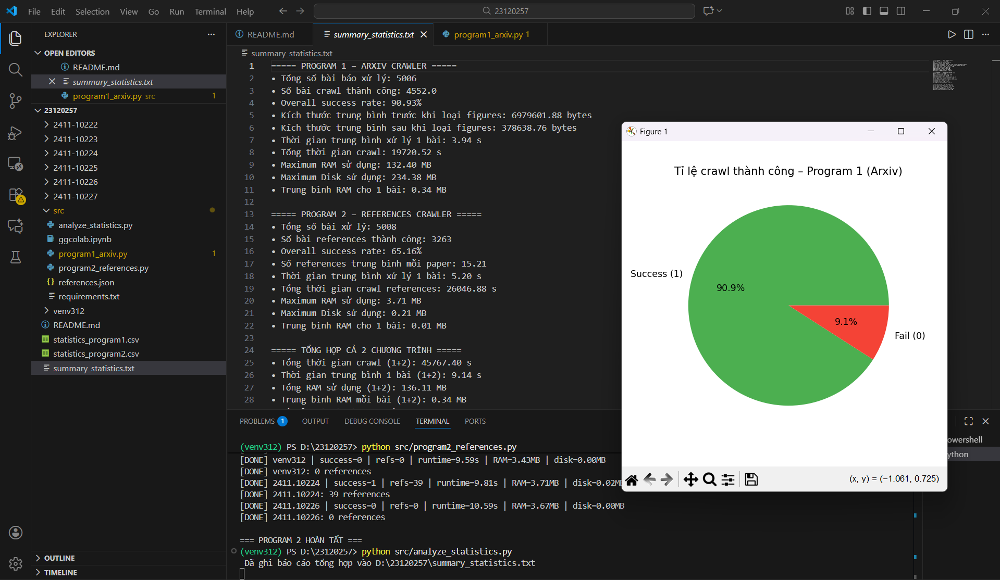 File Edit Selection View Go Run Terminal Help
23120257
EXPLORER
OPEN EDITORS
README.md
summary_statistics.txt
program1_arxiv.py src 1
23120257
2411-10222
2411-10223
2411-10224
2411-10225
2411-10226
2411-10227
src
analyze_statistics.py
ggcolab.ipynb
program1_arxiv.py 1
program2_references.py
references.json
requirements.txt
venv312
README.md
statistics_program1.csv
statistics_program2.csv
summary_statistics.txt
OUTLINE
TIMELINE
README.md summary_statistics.txt program1_arxiv.py 1
summary_statistics.txt
1 ===== PROGRAM 1 – ARXIV CRAWLER =====
2 • Tổng số bài báo xử lý: 5006
3 • Số bài crawl thành công: 4552.0
4 • Overall success rate: 90.93%
5 • Kích thước trung bình trước khi loại figures: 6979601.88 bytes
6 • Kích thước trung bình sau khi loại figures: 378638.76 bytes
7 • Thời gian trung bình xử lý 1 bài: 3.94 s
8 • Tổng thời gian crawl: 19720.52 s
9 • Maximum RAM sử dụng: 132.40 MB
10 • Maximum Disk sử dụng: 234.38 MB
11 • Trung bình RAM cho 1 bài: 0.34 MB
12
13 ===== PROGRAM 2 – REFERENCES CRAWLER =====
14 • Tổng số bài xử lý: 5008
15 • Số bài references thành công: 3263
16 • Overall success rate: 65.16%
17 • Số references trung bình mỗi paper: 15.21
18 • Thời gian trung bình xử lý 1 bài: 5.20 s
19 • Tổng thời gian crawl references: 26046.88 s
20 • Maximum RAM sử dụng: 3.71 MB
21 • Maximum Disk sử dụng: 0.21 MB
22 • Trung bình RAM cho 1 bài: 0.01 MB
23
24 ===== TỔNG HỢP CẢ 2 CHƯƠNG TRÌNH =====
25 • Tổng thời gian crawl (1+2): 45767.40 s
26 • Thời gian trung bình 1 bài (1+2): 9.14 s
27 • Tổng RAM sử dụng (1+2): 136.11 MB
28 • Trung bình RAM mỗi bài (1+2): 0.34 MB
Figure 1
Tỉ lệ crawl thành công – Program 1 (Arxiv)
Success (1)
90.9%
9.1%
Fail (0)
(x, y) = (−1.061, 0.725)
PROBLEMS 1 OUTPUT DEBUG CONSOLE TERMINAL PORTS
owershell
ython
(venv312) PS D:\23120257> python src/program2_references.py
[DONE] venv312 | success=0 | refs=0 | runtime=9.59s | RAM=3.43MB | disk=0.00MB
[DONE] venv312: 0 references
[DONE] 2411.10224 | success=1 | refs=39 | runtime=9.81s | RAM=3.71MB | disk=0.02MB
[DONE] 2411.10224: 39 references
[DONE] 2411.10226 | success=0 | refs=0 | runtime=10.59s | RAM=3.67MB | disk=0.00MB
[DONE] 2411.10226: 0 references
=== PROGRAM 2 HOÀN TẤT ===
(venv312) PS D:\23120257> python src/analyze_statistics.py
Đã ghi báo cáo tổng hợp vào D:\23120257\summary_statistics.txt